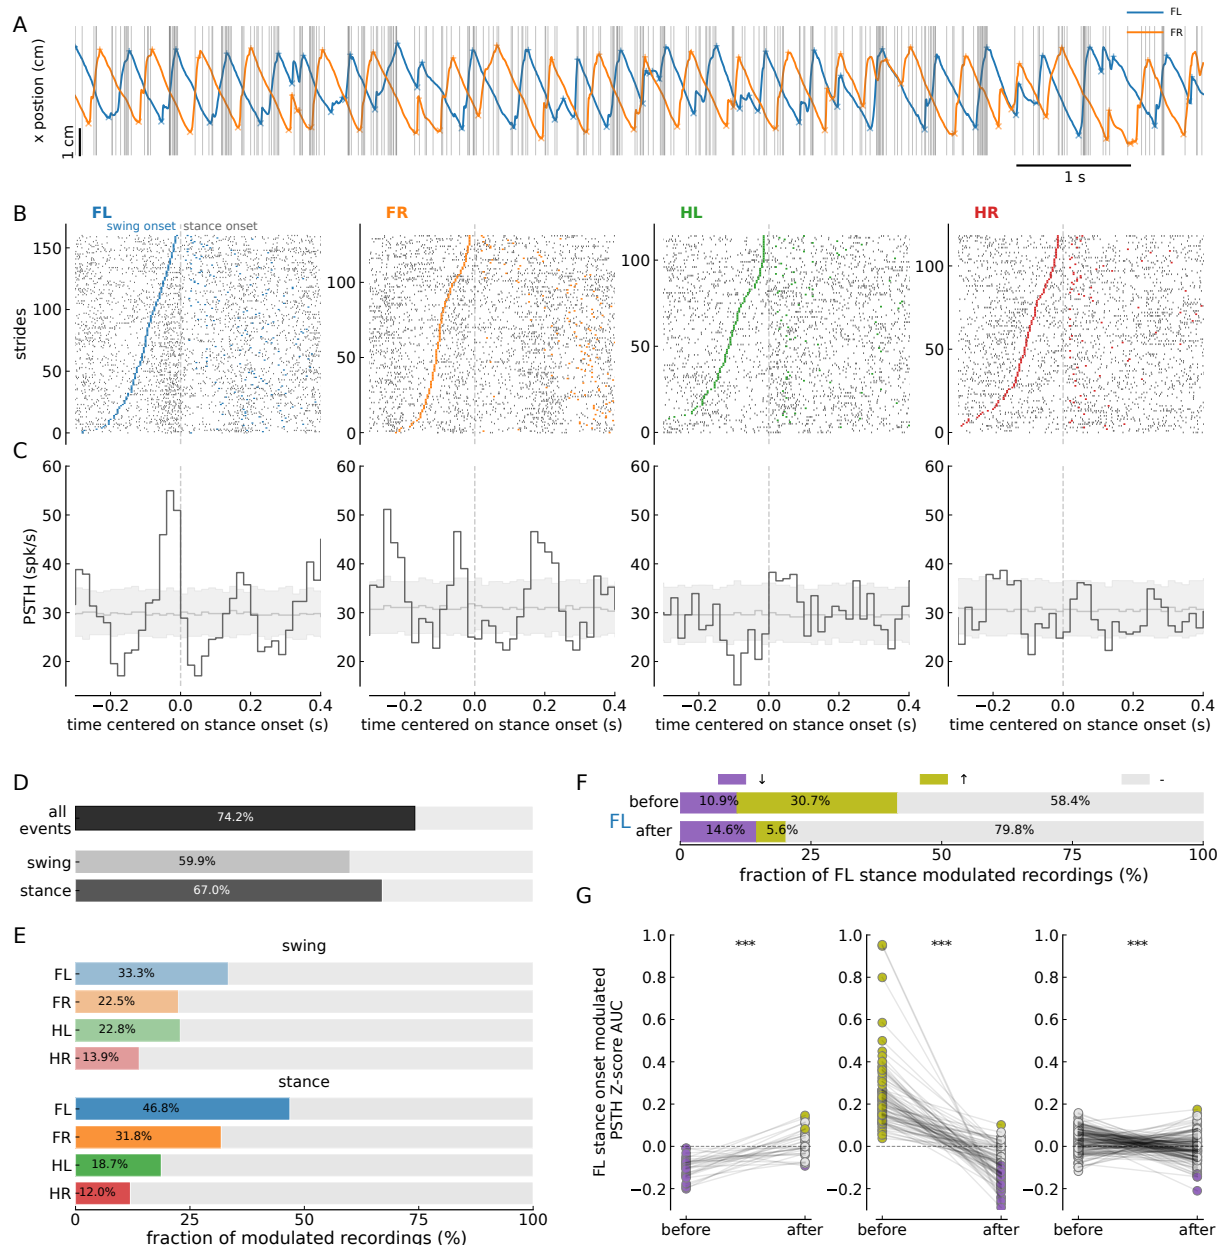 A
x postion (cm)
1 cm
FL
FR
1 s
B
FL
FR
HL
HR
swing onset
stance onset
strides
150
100
50
0
100
50
0
100
50
0
100
50
0
C
PSTH (spk/s)
60
50
40
30
20
60
50
40
30
20
60
50
40
30
20
60
50
40
30
20
−0.2 0.0 0.2 0.4
−0.2 0.0 0.2 0.4
−0.2 0.0 0.2 0.4
−0.2 0.0 0.2 0.4
time centered on stance onset (s)
time centered on stance onset (s)
time centered on stance onset (s)
time centered on stance onset (s)
D
all events 74.2%
swing 59.9%
stance 67.0%
E
swing
FL 33.3%
FR 22.5%
HL 22.8%
HR 13.9%
stance
FL 46.8%
FR 31.8%
HL 18.7%
HR 12.0%
0 25 50 75 100
fraction of modulated recordings (%)
F
↓ ↑ -
FL
before 10.9% 30.7% 58.4%
after 14.6% 5.6% 79.8%
0 25 50 75 100
fraction of FL stance modulated recordings (%)
G
FL stance onset modulated
PSTH Z-score AUC
1.0
0.8
0.6
0.4
0.2
0.0
−0.2
***
before after
1.0
0.8
0.6
0.4
0.2
0.0
−0.2
***
before after
1.0
0.8
0.6
0.4
0.2
0.0
−0.2
***
before after